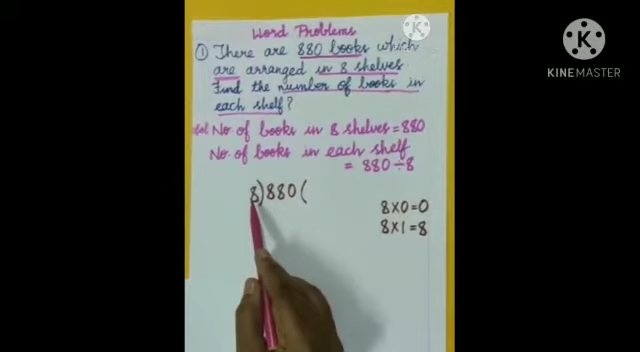 Word Problems
① There are 880 books which
are arranged in 8 shelves
Find the number of books in
each shelf?
Sol No. of books in 8 shelves = 880
No. of books in each shelf
= 880 ÷ 8
8)880(
8×0=0
8×1=8
KINEMASTER